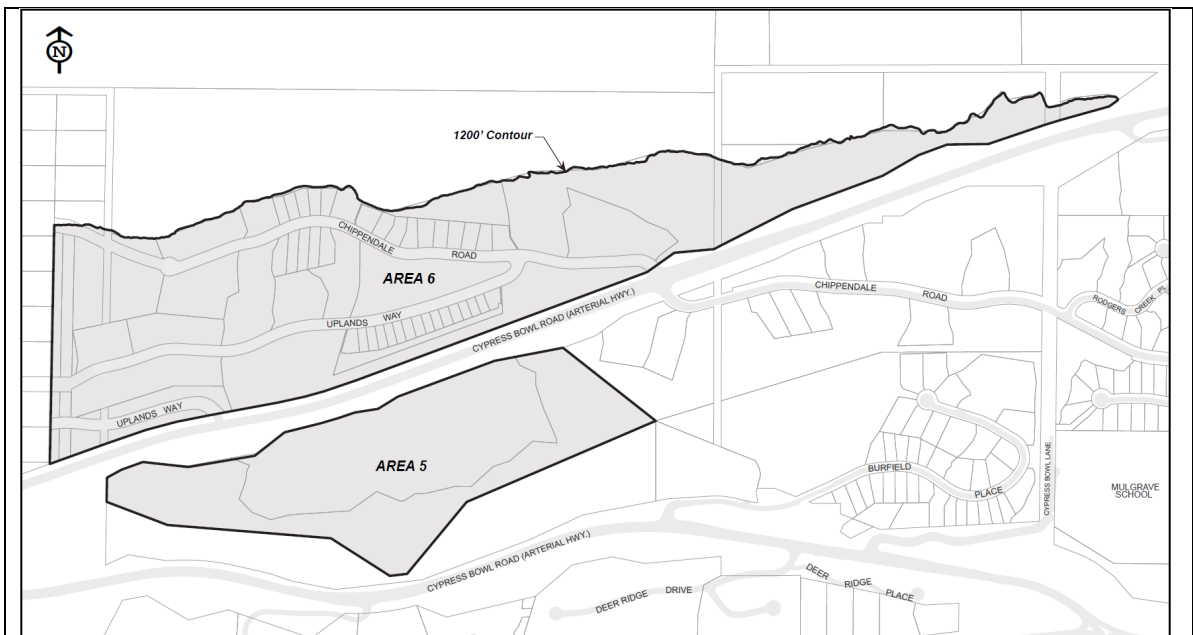 N
1200' Contour
CHIPPENDALE
ROAD
AREA 6
UPLANDS
WAY
CYPRESS BOWL ROAD (ARTERIAL HWY.)
CHIPPENDALE
ROAD
RODGERS
CREEK PL
UPLANDS WAY
AREA 5
BURFIELD
PLACE
CYPRESS BOWL LANE
MULGRAVE
SCHOOL
CYPRESS BOWL ROAD (ARTERIAL HWY.)
DEER RIDGE
DRIVE
DEER
RIDGE
PLACE